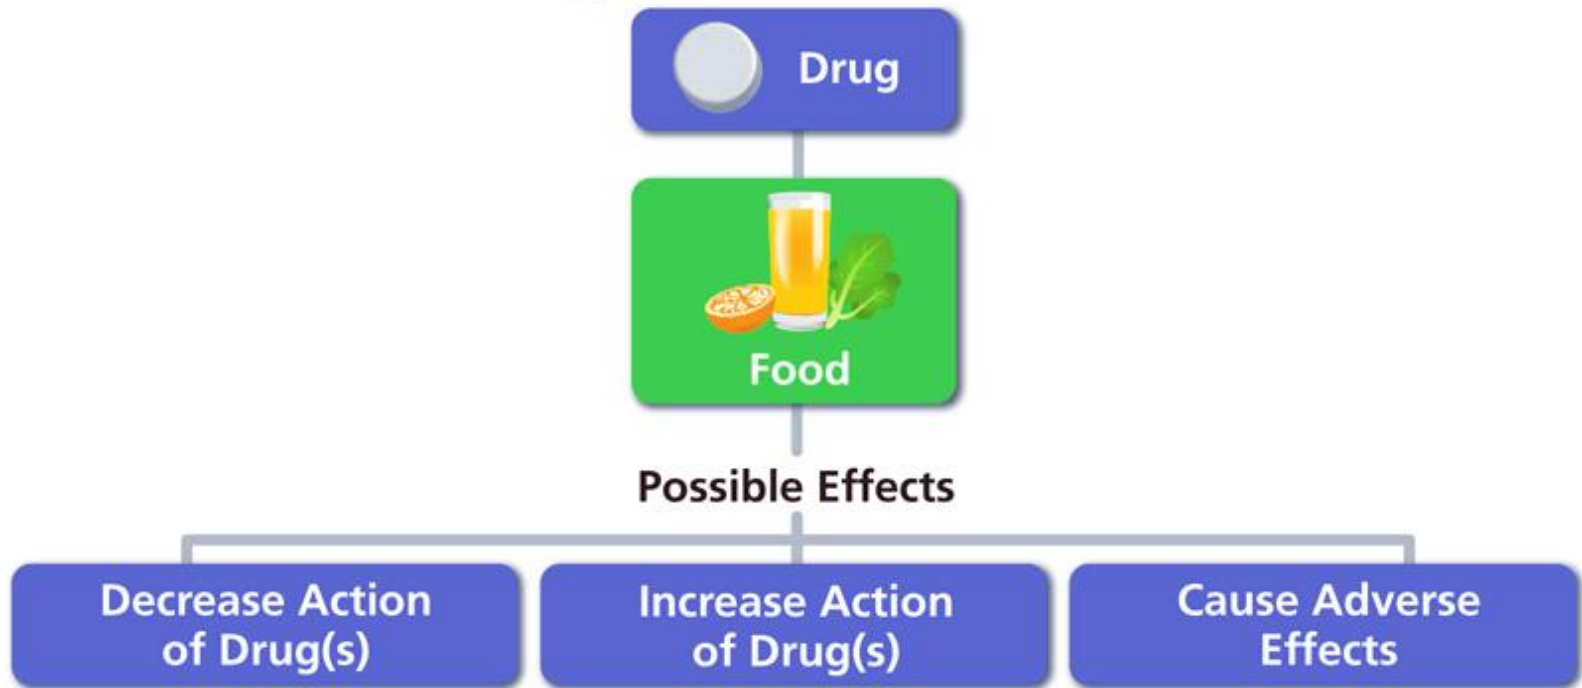 Drug
Food
Possible Effects
Decrease Action
of Drug(s)
Increase Action
of Drug(s)
Cause Adverse
Effects